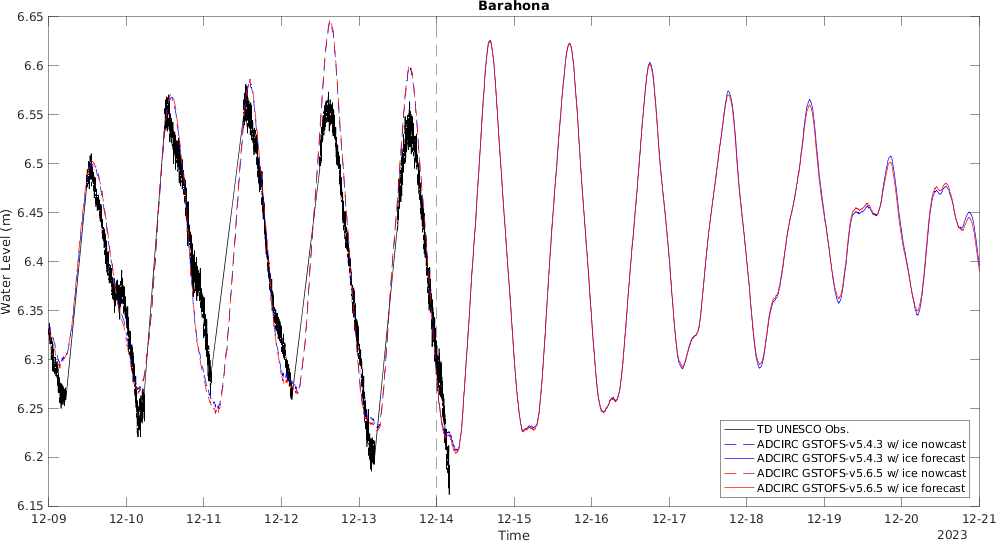 Barahona
Water Level (m)
6.65
6.6
6.55
6.5
6.45
6.4
6.35
6.3
6.25
6.2
6.15
12-09 12-10 12-11 12-12 12-13 12-14 12-15 12-16 12-17 12-18 12-19 12-20 12-21
Time
2023
TD UNESCO Obs.
ADCIRC GSTOFS-v5.4.3 w/ ice nowcast
ADCIRC GSTOFS-v5.4.3 w/ ice forecast
ADCIRC GSTOFS-v5.6.5 w/ ice nowcast
ADCIRC GSTOFS-v5.6.5 w/ ice forecast